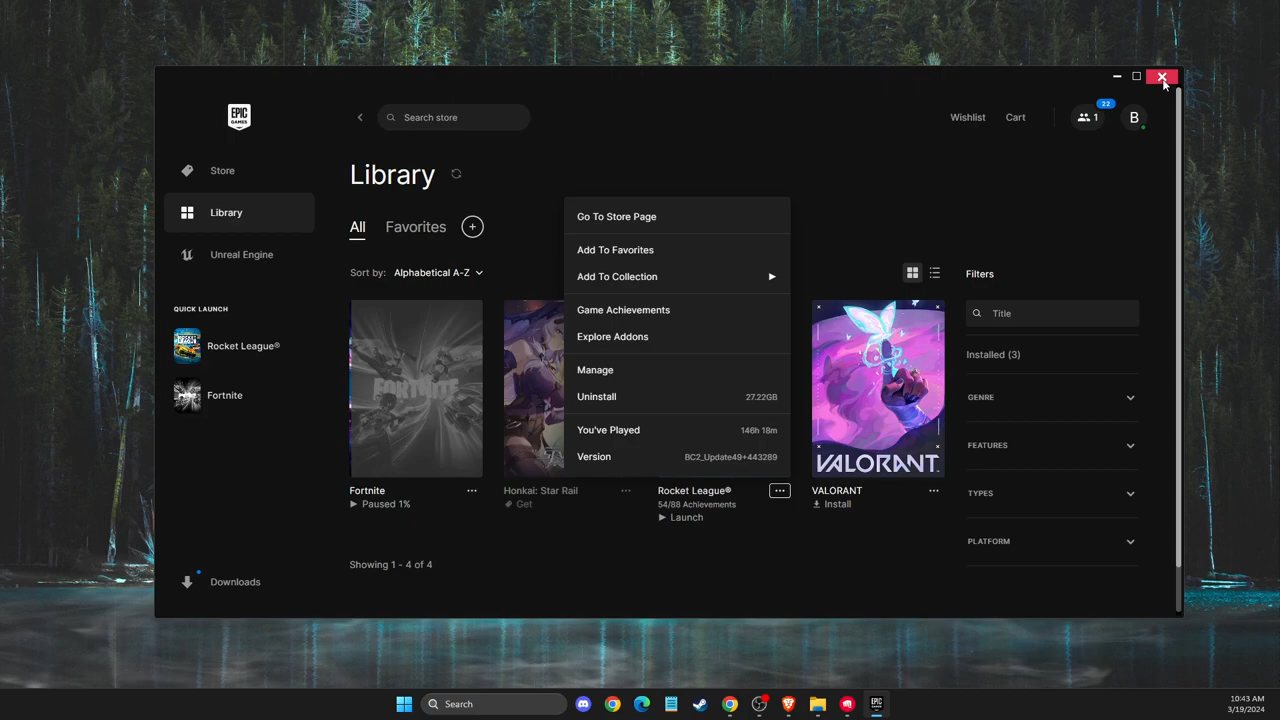 EPIC
GAMES
Search store
Wishlist
Cart
22
1
B
Store
Library
Unreal Engine
QUICK LAUNCH
Rocket League®
Fortnite
Downloads
Library
All
Favorites
+
Sort by: Alphabetical A-Z
Go To Store Page
Add To Favorites
Add To Collection
Game Achievements
Explore Addons
Manage
Uninstall 27.22GB
You've Played 146h 18m
Version BC2_Update49+443289
FORTNITE
VALORANT
Fortnite
Paused 1%
Honkai: Star Rail
Get
Rocket League®
54/88 Achievements
Launch
VALORANT
Install
Showing 1 - 4 of 4
Filters
Title
Installed (3)
GENRE
FEATURES
TYPES
PLATFORM
Search
10:43 AM
3/19/2024